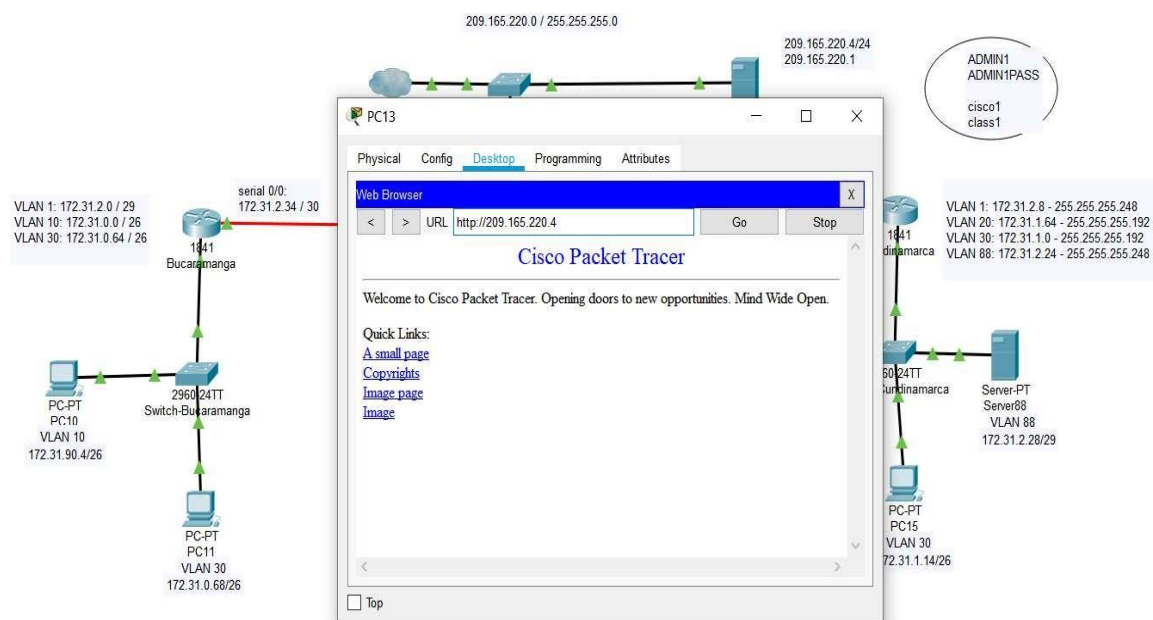 209.165.220.0 / 255.255.255.0
209.165.220.4/24
209.165.220.1
ADMIN1
ADMIN1PASS
cisco1
class1
VLAN 1: 172.31.2.0 / 29
VLAN 10: 172.31.0.0 / 26
VLAN 30: 172.31.0.64 / 26
serial 0/0:
172.31.2.34 / 30
1841
Bucaramanga
2960-24TT
Switch-Bucaramanga
PC-PT
PC10
VLAN 10
172.31.90.4/26
PC-PT
PC11
VLAN 30
172.31.0.68/26
PC13
Physical Config Desktop Programming Attributes
Web Browser X
< > URL http://209.165.220.4 Go Stop
Cisco Packet Tracer
Welcome to Cisco Packet Tracer. Opening doors to new opportunities. Mind Wide Open.
Quick Links:
A small page
Copyrights
Image page
Image
Top
1841
dinamarca
VLAN 1: 172.31.2.8 - 255.255.255.248
VLAN 20: 172.31.1.64 - 255.255.255.192
VLAN 30: 172.31.1.0 - 255.255.255.192
VLAN 88: 172.31.2.24 - 255.255.255.248
60-24TT
Cundinamarca
Server-PT
Server88
VLAN 88
172.31.2.28/29
PC-PT
PC15
VLAN 30
72.31.1.14/26